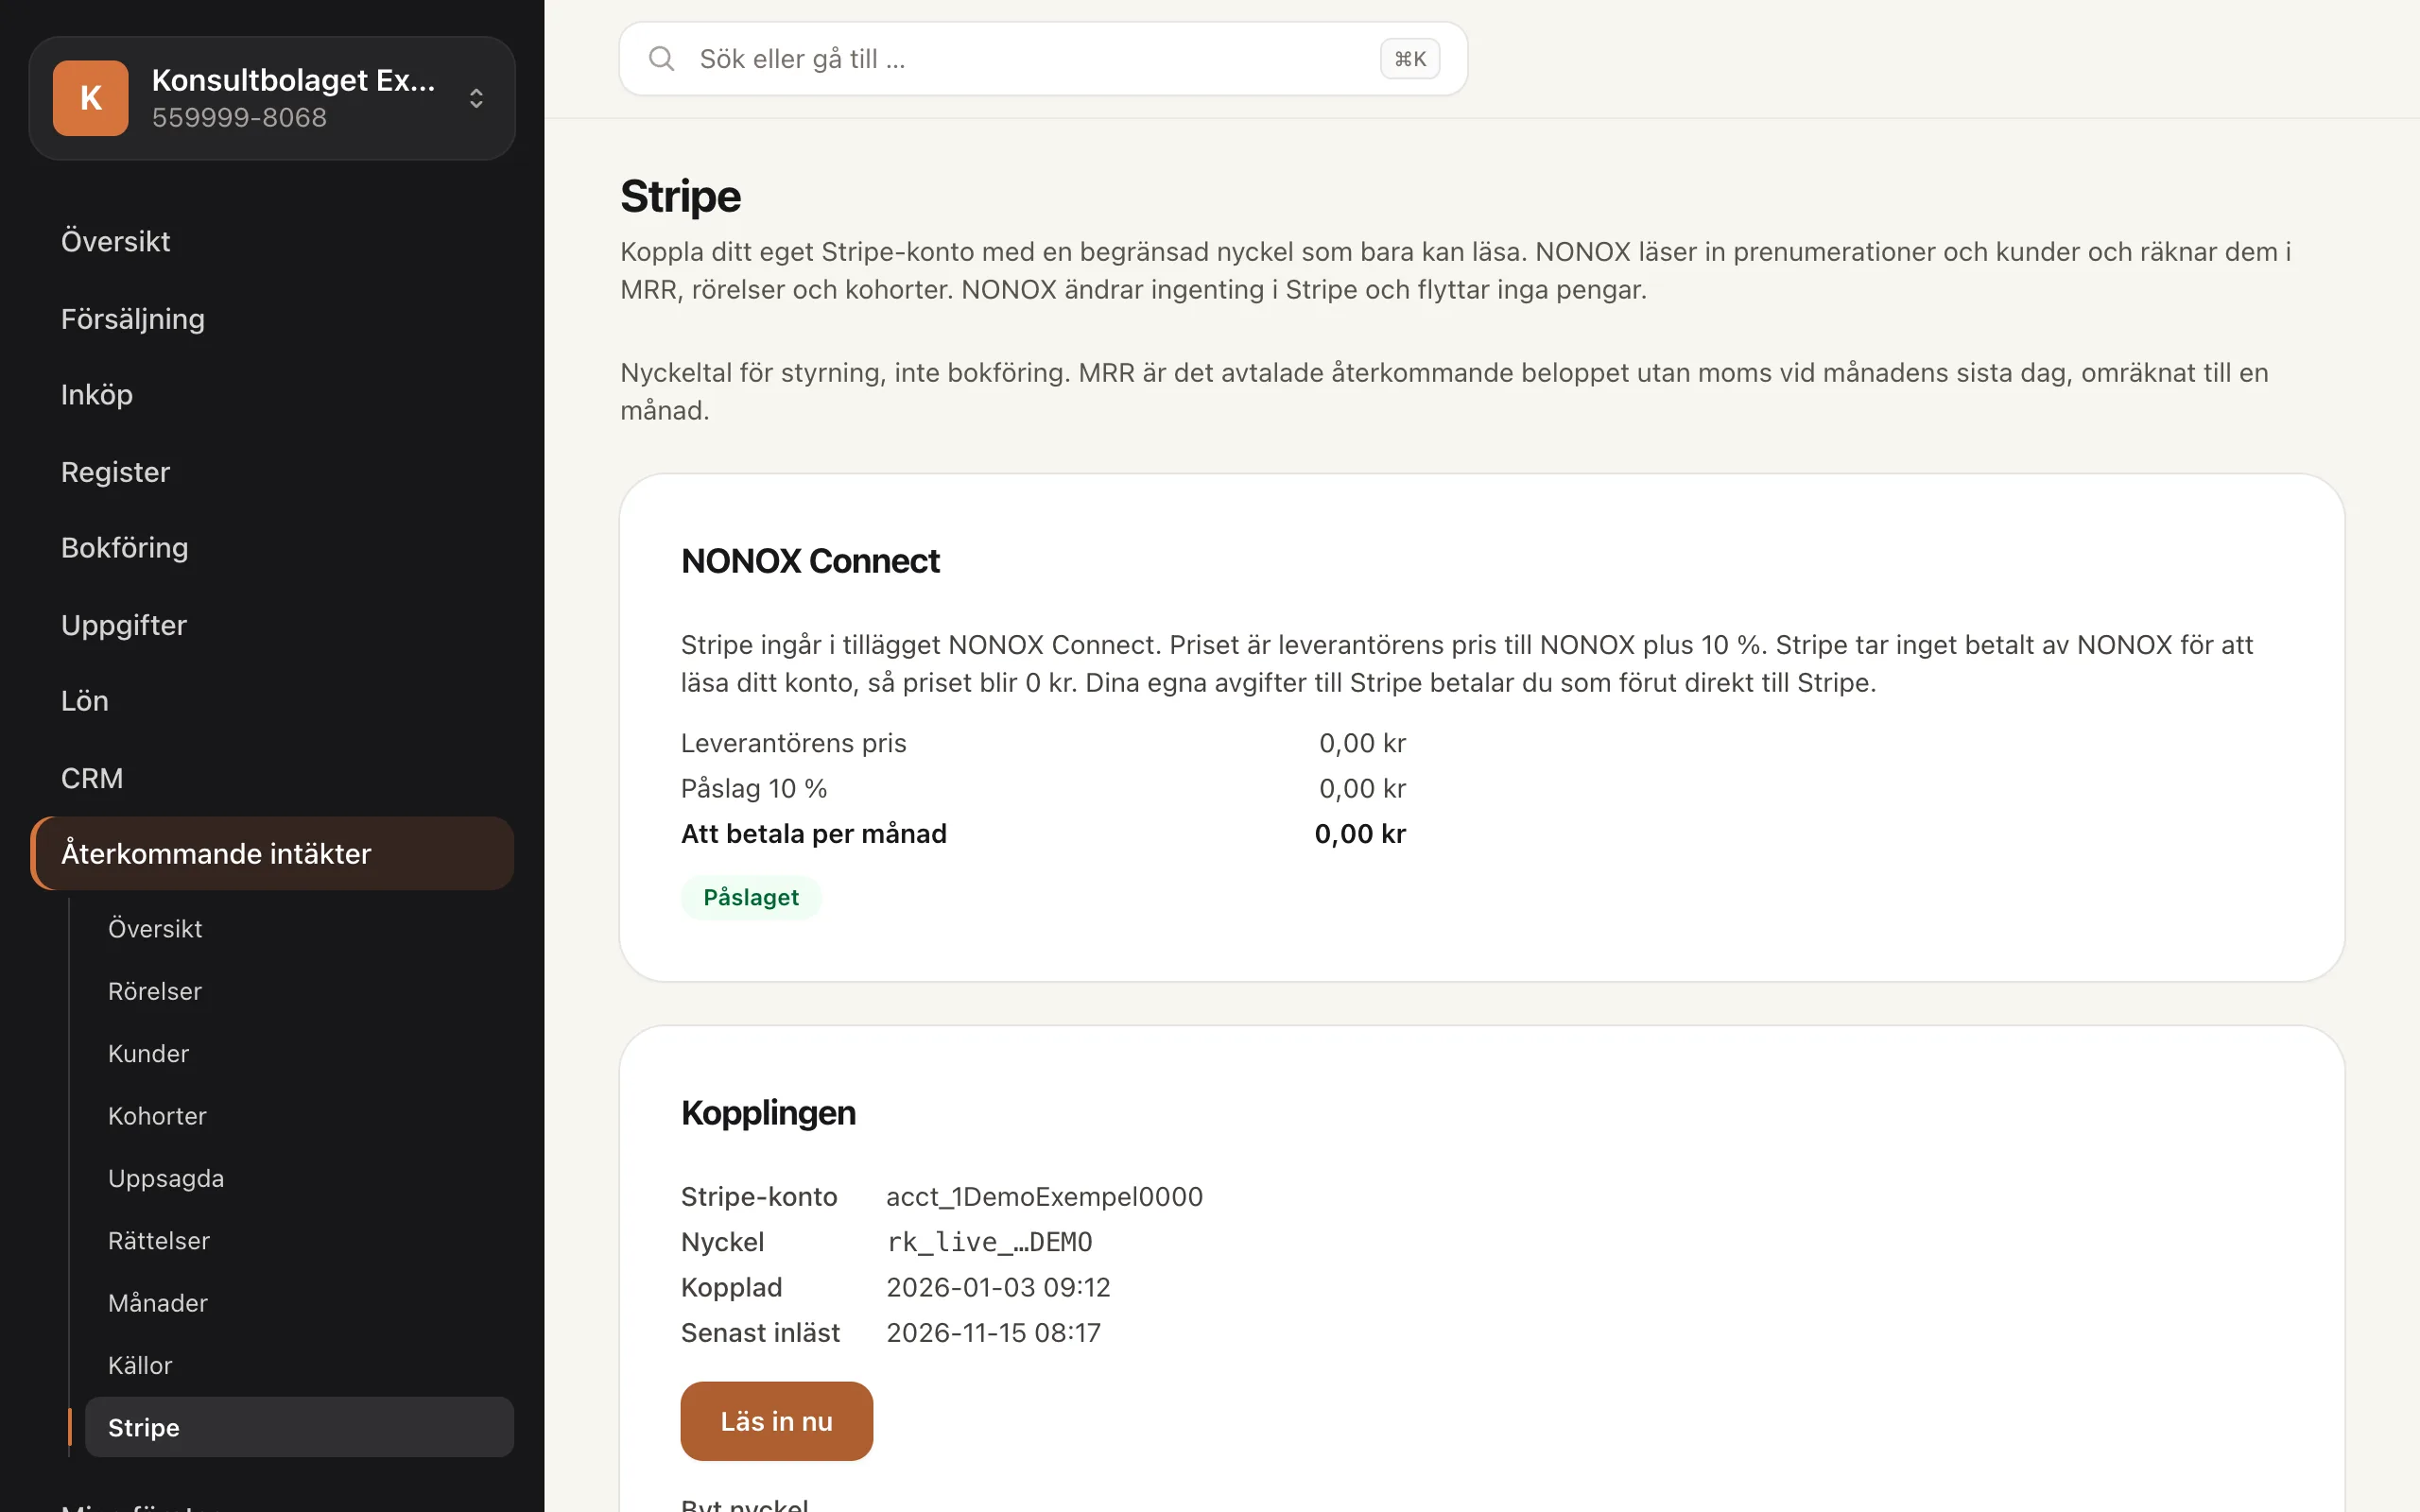 K
Konsultbolaget Ex...
559999-8068
Översikt
Försäljning
Inköp
Register
Bokföring
Uppgifter
Lön
CRM
Återkommande intäkter
Översikt
Rörelser
Kunder
Kohorter
Uppsagda
Rättelser
Månader
Källor
Stripe
Sök eller gå till ...
⌘K
Stripe
Koppla ditt eget Stripe-konto med en begränsad nyckel som bara kan läsa. NONOX läser in prenumerationer och kunder och räknar dem i
MRR, rörelser och kohorter. NONOX ändrar ingenting i Stripe och flyttar inga pengar.
Nyckeltal för styrning, inte bokföring. MRR är det avtalade återkommande beloppet utan moms vid månadens sista dag, omräknat till en
månad.
NONOX Connect
Stripe ingår i tillägget NONOX Connect. Priset är leverantörens pris till NONOX plus 10 %. Stripe tar inget betalt av NONOX för att
läsa ditt konto, så priset blir 0 kr. Dina egna avgifter till Stripe betalar du som förut direkt till Stripe.
Leverantörens pris 0,00 kr
Påslag 10 % 0,00 kr
Att betala per månad 0,00 kr
Påslaget
Kopplingen
Stripe-konto acct_1DemoExempel0000
Nyckel rk_live_…DEMO
Kopplad 2026-01-03 09:12
Senast inläst 2026-11-15 08:17
Läs in nu
Byt nyckel